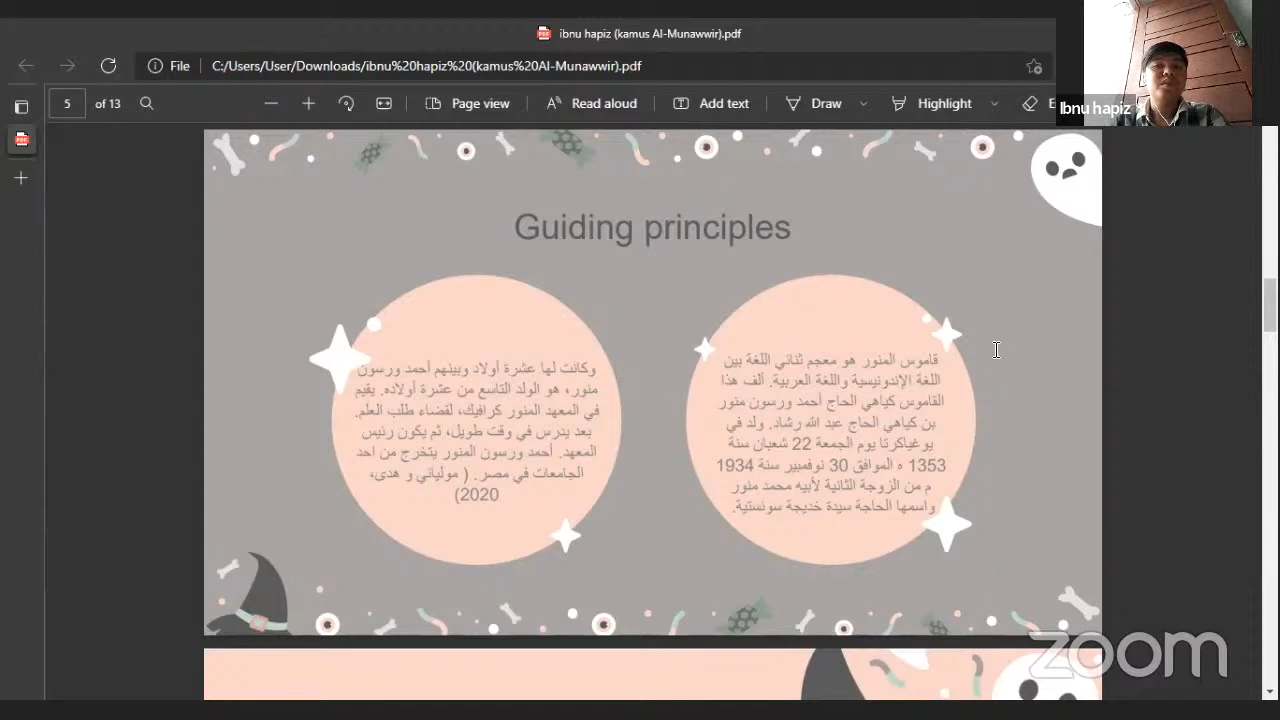 ibnu hapiz (kamus Al-Munawwir).pdf
File
C:/Users/User/Downloads/ibnu%20hapiz%20(kamus%20Al-Munawwir).pdf
5 of 13
Page view
Read aloud
Add text
Draw
Highlight
Ibnu hapiz
Guiding principles
قاموس المنور هو معجم ثنائي اللغة بين
اللغة الإندونيسية واللغة العربية. ألف هذا
القاموس كياهي الحاج أحمد ورسون منور
بن كياهي الحاج عبد الله رشاد. ولد في
يوغياكرتا يوم الجمعة 22 شعبان سنة
1353 ه الموافق 30 نوفمبير سنة 1934
م من الزوجة الثانية لأبيه محمد منور
واسمها الحاجة سيدة خديجة سونستية.
وكانت لها عشرة أولاد وبينهم أحمد ورسون
منور، هو الولد التاسع من عشرة أولاده. يقيم
في المعهد المنور كرافيك، لقضاء طلب العلم.
بعد يدرس في وقت طويل، ثم يكون رئيس
المعهد. أحمد ورسون المنور يتخرج من احد
الجامعات في مصر. ( مولياني و هدى،
2020)
zoom